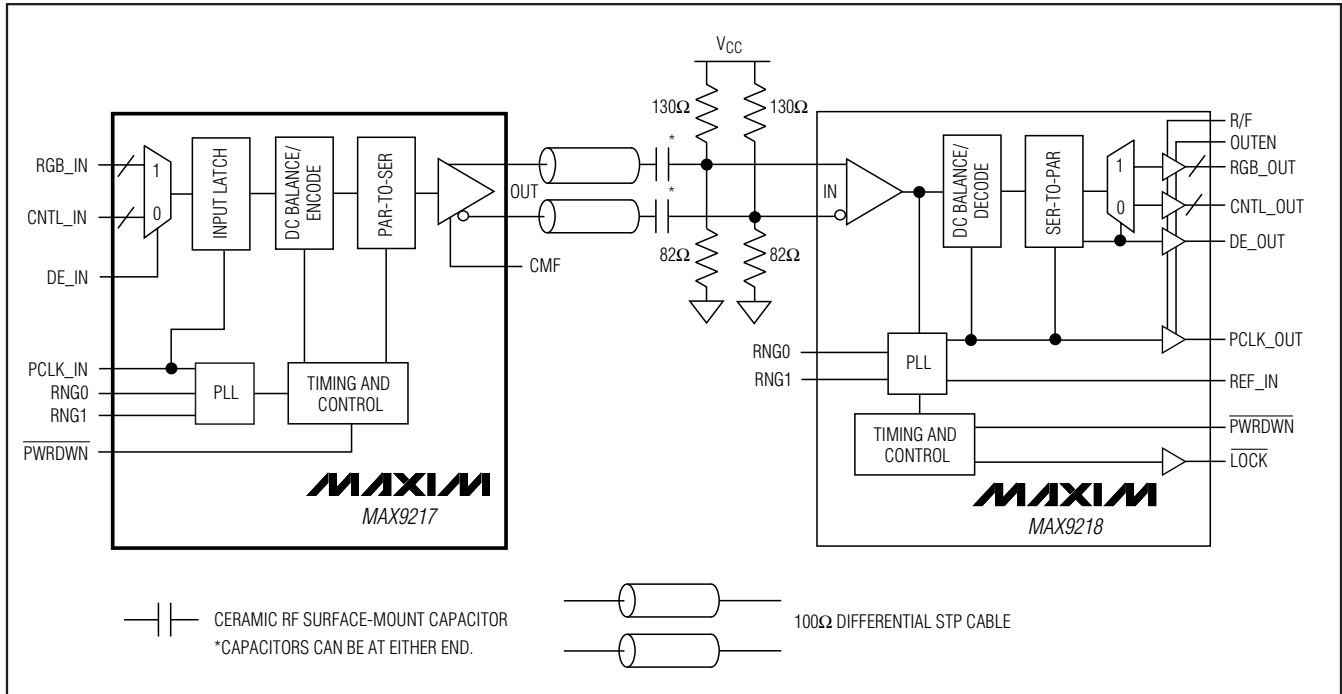 VCC
130Ω
130Ω
82Ω
82Ω
RGB_IN
CNTL_IN
DE_IN
PCLK_IN
RNG0
RNG1
PWRDWN
1
0
INPUT LATCH
DC BALANCE/
ENCODE
PAR-TO-SER
PLL
TIMING AND
CONTROL
OUT
CMF
MAXIM
MAX9217
*
*
IN
RNG0
RNG1
DC BALANCE/
DECODE
SER-TO-PAR
1
0
PLL
TIMING AND
CONTROL
R/F
OUTEN
RGB_OUT
CNTL_OUT
DE_OUT
PCLK_OUT
REF_IN
PWRDWN
LOCK
MAXIM
MAX9218
CERAMIC RF SURFACE-MOUNT CAPACITOR
*CAPACITORS CAN BE AT EITHER END.
100Ω DIFFERENTIAL STP CABLE